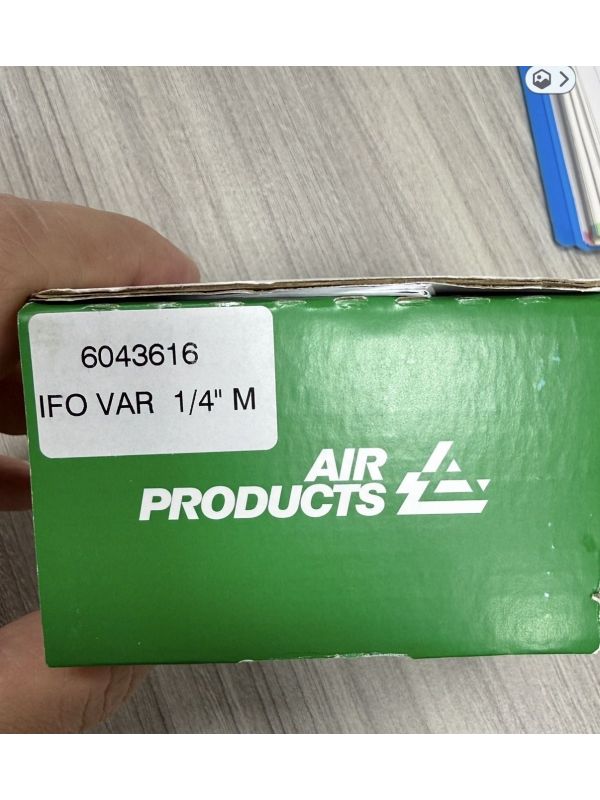 6043616
IFO VAR 1/4" M
AIR
PRODUCTS